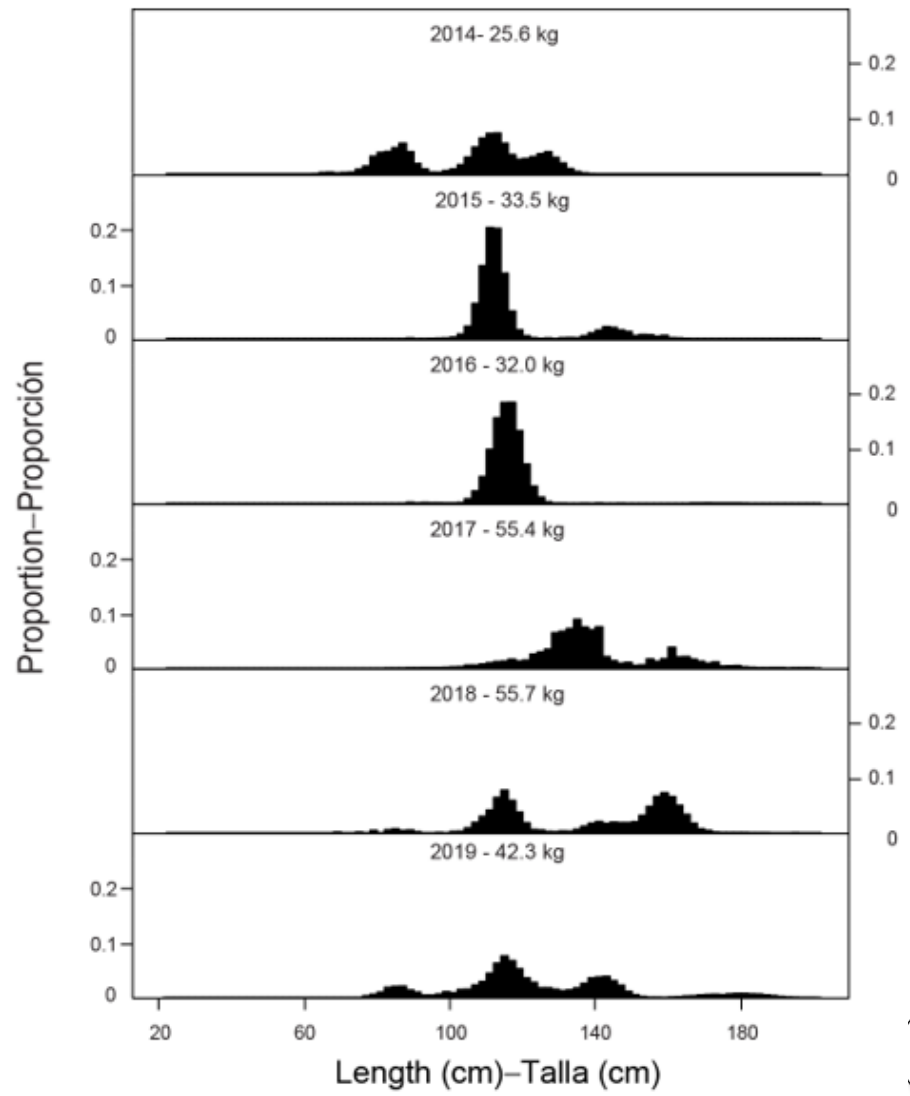 2014- 25.6 kg
0.2
0.1
0
2015 - 33.5 kg
0.2
0.1
0
2016 - 32.0 kg
0.2
0.1
0
2017 - 55.4 kg
0.2
0.1
0
2018 - 55.7 kg
0.2
0.1
0
2019 - 42.3 kg
0.2
0.1
0
20 60 100 140 180
Length (cm)–Talla (cm)
Proportion–Proporción